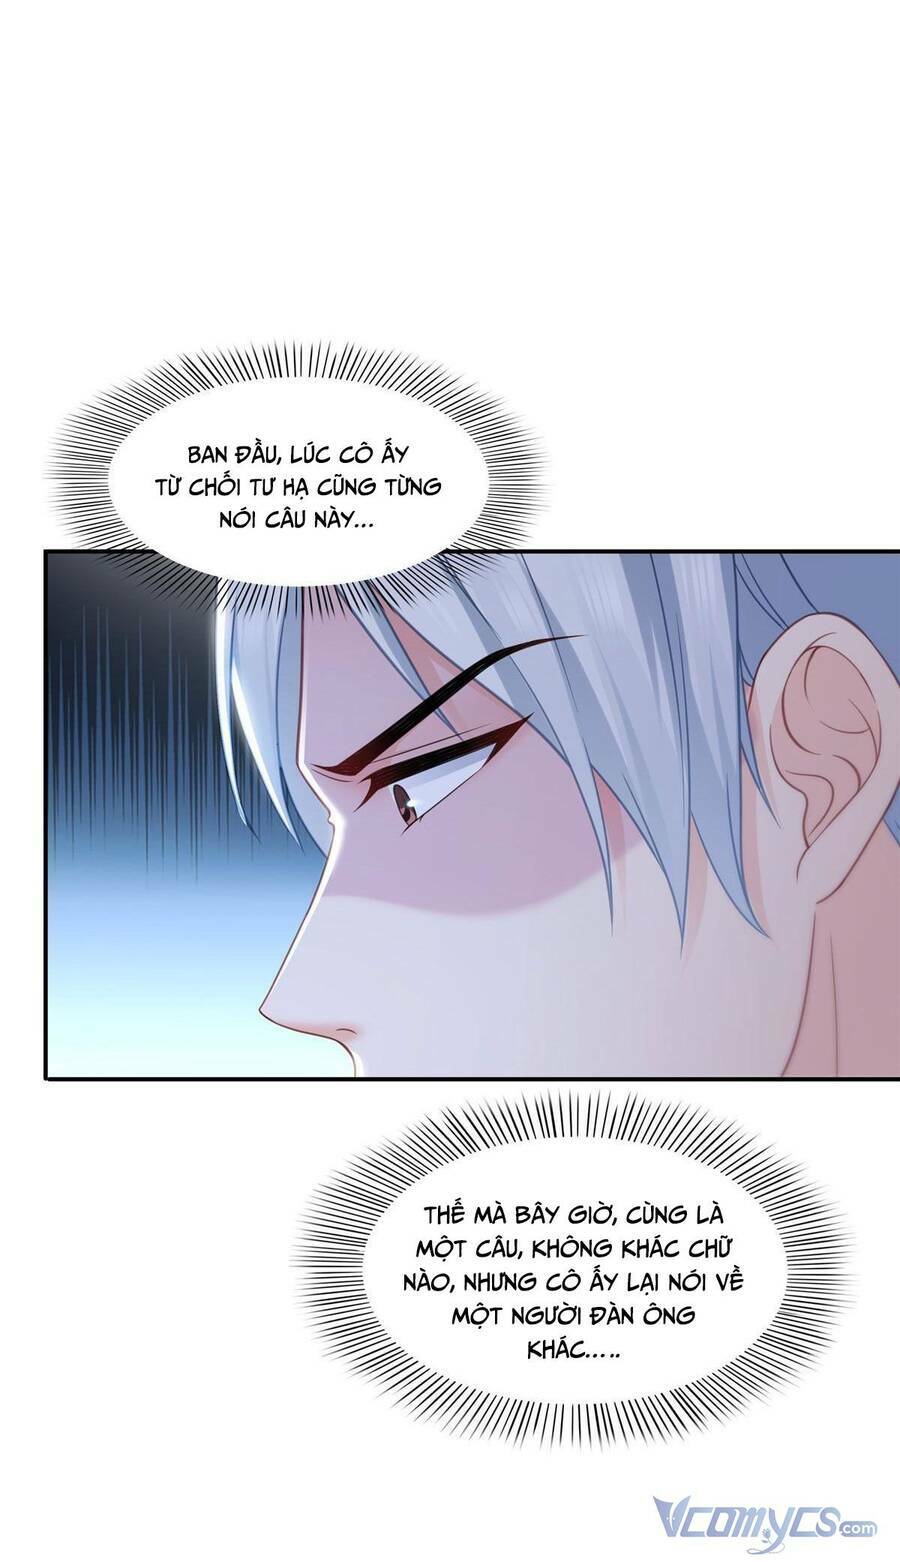 BAN ĐẦU, LÚC CÔ ẤY
TỪ CHỐI TƯ HẠ CŨNG TỪNG
NÓI CÂU NÀY...
THẾ MÀ BÂY GIỜ, CÙNG LÀ
MỘT CÂU, KHÔNG KHÁC CHỮ
NÀO, NHƯNG CÔ ẤY LẠI NÓI VỀ
MỘT NGƯỜI ĐÀN ÔNG
KHÁC.....
VCOMYCS.com